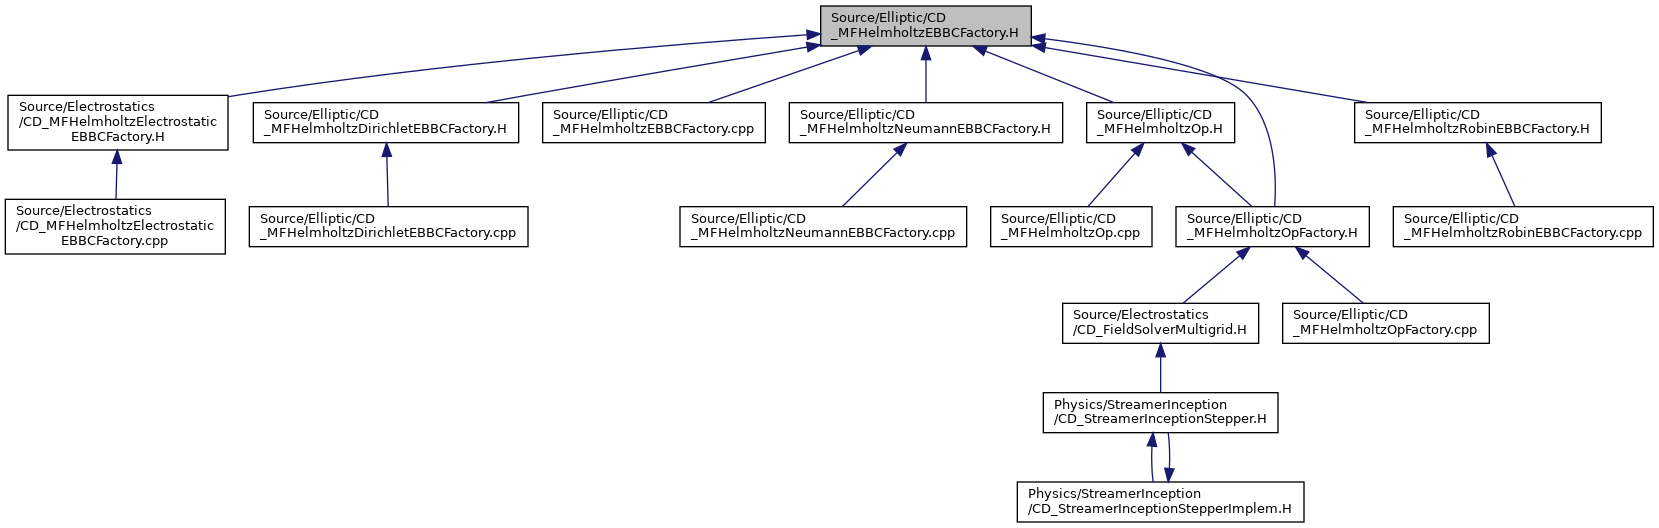 Source/Elliptic/CD
_MFHelmholtzEBBCFactory.H
Source/Electrostatics
/CD_MFHelmholtzElectrostatic
EBBCFactory.H
Source/Elliptic/CD
_MFHelmholtzDirichletEBBCFactory.H
Source/Elliptic/CD
_MFHelmholtzEBBCFactory.cpp
Source/Elliptic/CD
_MFHelmholtzNeumannEBBCFactory.H
Source/Elliptic/CD
_MFHelmholtzOp.H
Source/Elliptic/CD
_MFHelmholtzRobinEBBCFactory.H
Source/Electrostatics
/CD_MFHelmholtzElectrostatic
EBBCFactory.cpp
Source/Elliptic/CD
_MFHelmholtzDirichletEBBCFactory.cpp
Source/Elliptic/CD
_MFHelmholtzNeumannEBBCFactory.cpp
Source/Elliptic/CD
_MFHelmholtzOp.cpp
Source/Elliptic/CD
_MFHelmholtzOpFactory.H
Source/Elliptic/CD
_MFHelmholtzRobinEBBCFactory.cpp
Source/Electrostatics
/CD_FieldSolverMultigrid.H
Source/Elliptic/CD
_MFHelmholtzOpFactory.cpp
Physics/StreamerInception
/CD_StreamerInceptionStepper.H
Physics/StreamerInception
/CD_StreamerInceptionStepperImplem.H